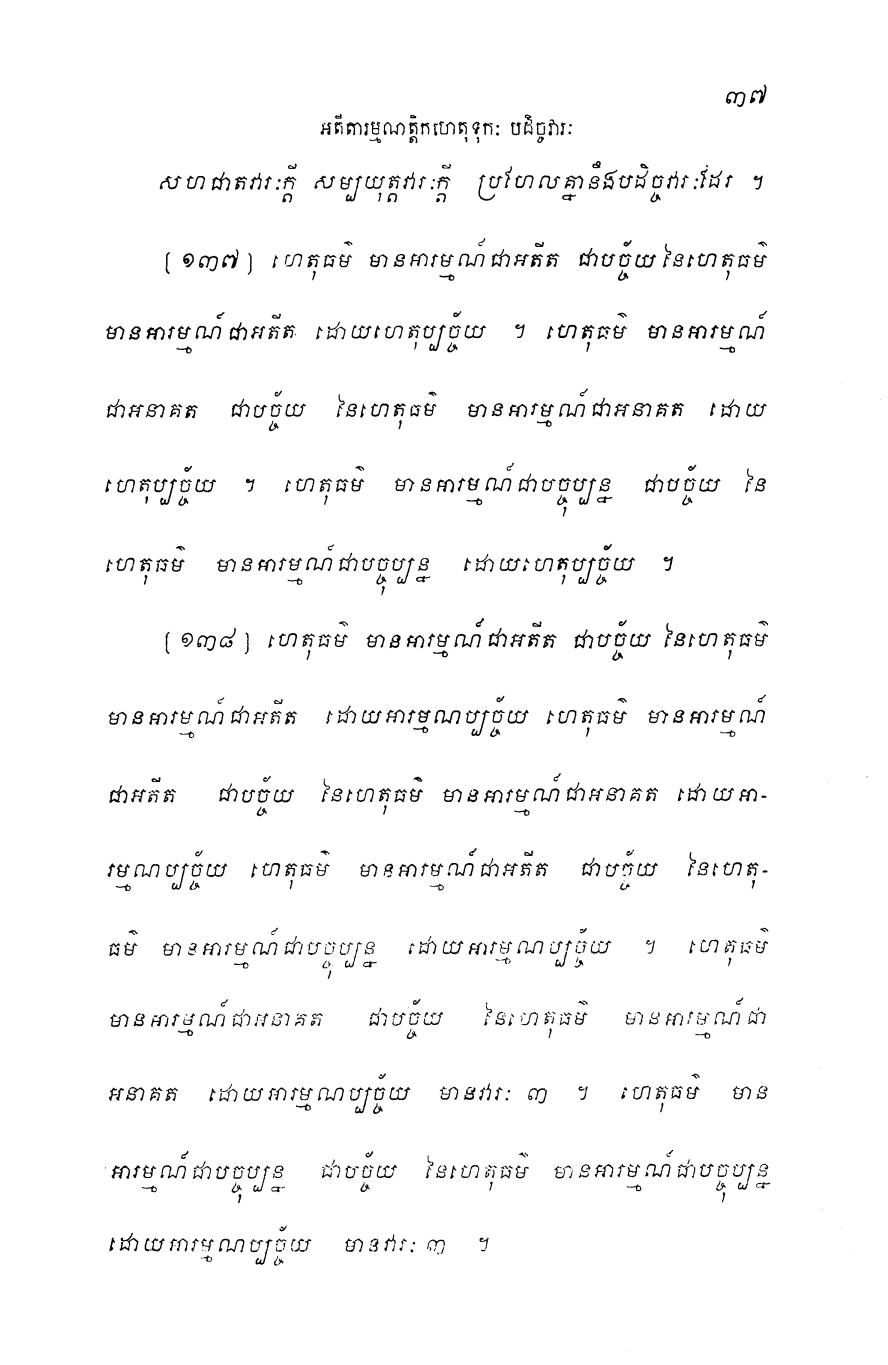 ៣៧
អតីតារម្មណត្តិកហេតុទុកៈ បដិច្ចវារៈ
សហជាតវារៈក្តី សម្បយុត្តវារៈក្តី ប្រហែលគ្នានឹងបដិច្ចវារៈដែរ ។
[១៣៧] ហេតុធម៌ មានអារម្មណ៍ជាអតីត ជាបច្ច័យ នៃហេតុធម៌
មានអារម្មណ៍ជាអតីត ដោយហេតុប្បច្ច័យ ។ ហេតុធម៌ មានអារម្មណ៍
ជាអនាគត ជាបច្ច័យ នៃហេតុធម៌ មានអារម្មណ៍ជាអនាគត ដោយ
ហេតុប្បច្ច័យ ។ ហេតុធម៌ មានអារម្មណ៍ជាបច្ចុប្បន្ន ជាបច្ច័យ នៃ
ហេតុធម៌ មានអារម្មណ៍ជាបច្ចុប្បន្ន ដោយហេតុប្បច្ច័យ ។
[១៣៨] ហេតុធម៌ មានអារម្មណ៍ជាអតីត ជាបច្ច័យ នៃហេតុធម៌
មានអារម្មណ៍ជាអតីត ដោយអារម្មណប្បច្ច័យ ហេតុធម៌ មានអារម្មណ៍
ជាអតីត ជាបច្ច័យ នៃហេតុធម៌ មានអារម្មណ៍ជាអនាគត ដោយអា-
រម្មណប្បច្ច័យ ហេតុធម៌ មានអារម្មណ៍ជាអតីត ជាបច្ច័យ នៃហេតុ-
ធម៌ មានអារម្មណ៍ជាបច្ចុប្បន្ន ដោយអារម្មណប្បច្ច័យ ។ ហេតុធម៌
មានអារម្មណ៍ជាអនាគត ជាបច្ច័យ នៃហេតុធម៌ មានអារម្មណ៍ជា
អនាគត ដោយអារម្មណប្បច្ច័យ មានវារៈ ៣ ។ ហេតុធម៌ មាន
អារម្មណ៍ជាបច្ចុប្បន្ន ជាបច្ច័យ នៃហេតុធម៌ មានអារម្មណ៍ជាបច្ចុប្បន្ន
ដោយអារម្មណប្បច្ច័យ មានវារៈ ៣ ។